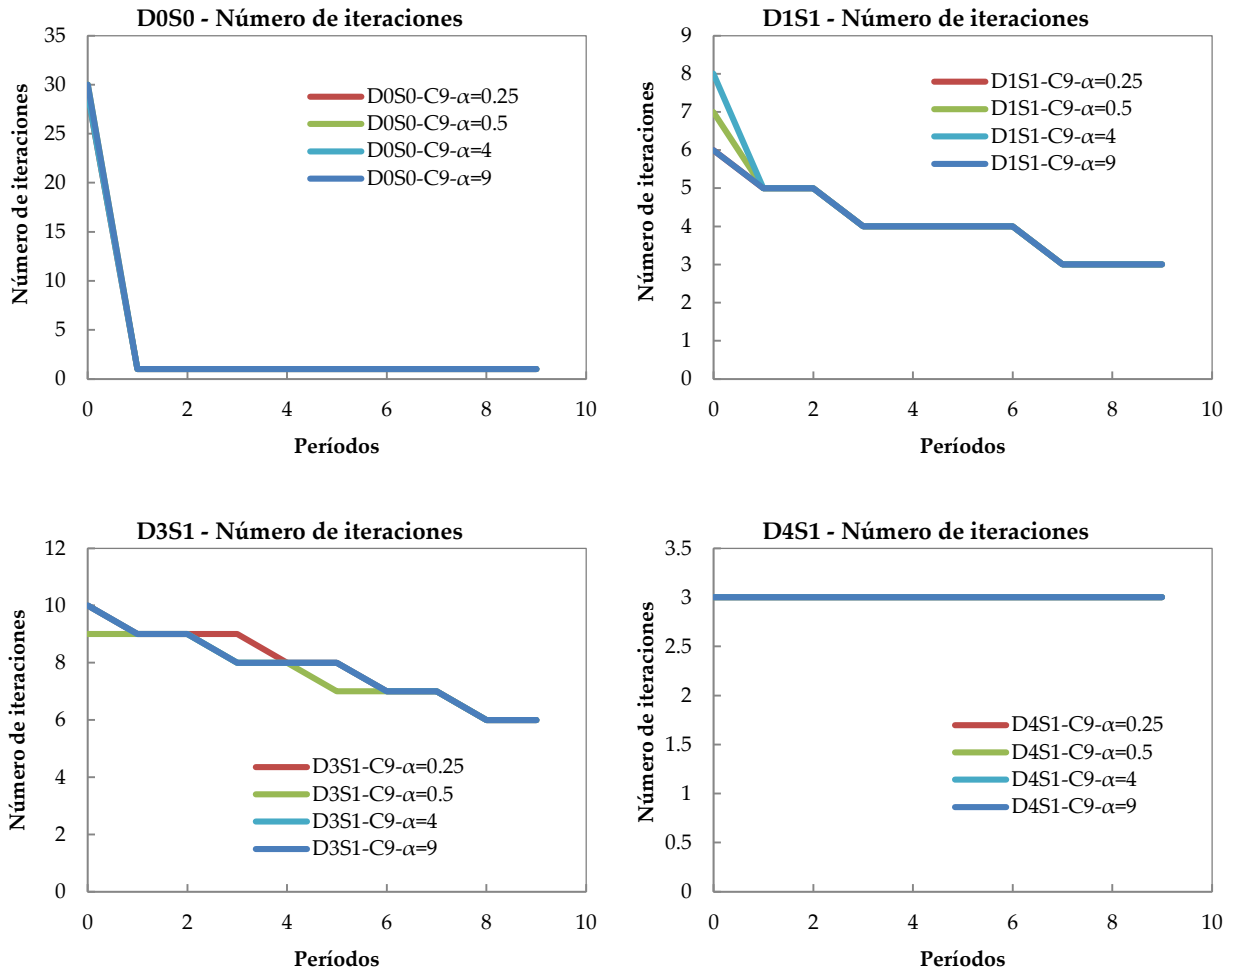 D0S0 - Número de iteraciones
35
30
25
20
15
10
5
0
Número de iteraciones
D0S0-C9-α=0.25
D0S0-C9-α=0.5
D0S0-C9-α=4
D0S0-C9-α=9
0 2 4 6 8 10
Períodos
D1S1 - Número de iteraciones
9
8
7
6
5
4
3
2
1
0
Número de iteraciones
D1S1-C9-α=0.25
D1S1-C9-α=0.5
D1S1-C9-α=4
D1S1-C9-α=9
0 2 4 6 8 10
Períodos
D3S1 - Número de iteraciones
12
10
8
6
4
2
0
Número de iteraciones
D3S1-C9-α=0.25
D3S1-C9-α=0.5
D3S1-C9-α=4
D3S1-C9-α=9
0 2 4 6 8 10
Períodos
D4S1 - Número de iteraciones
3.5
3
2.5
2
1.5
1
0.5
0
Número de iteraciones
D4S1-C9-α=0.25
D4S1-C9-α=0.5
D4S1-C9-α=4
D4S1-C9-α=9
0 2 4 6 8 10
Períodos